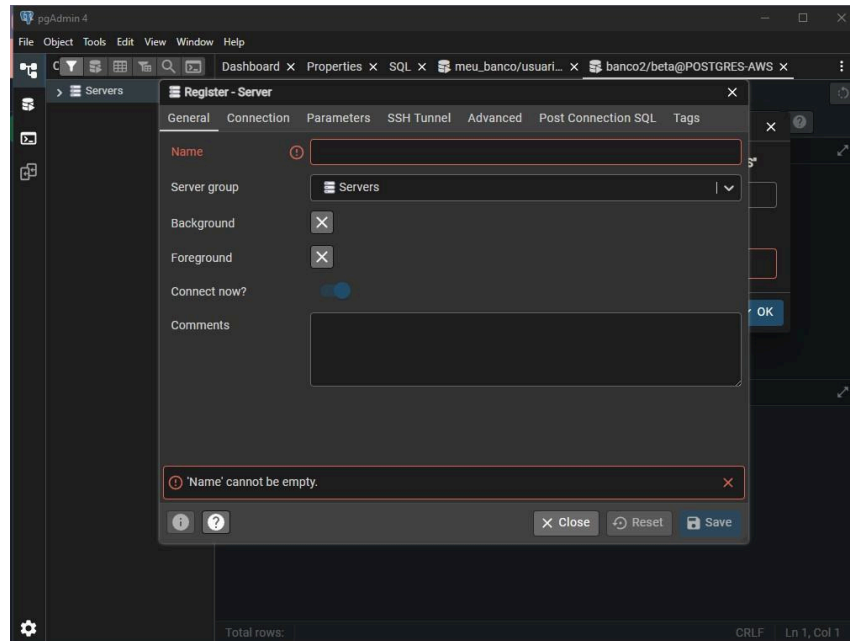 pgAdmin 4
File Object Tools Edit View Window Help
Dashboard Properties SQL meu_banco/usuari... banco2/beta@POSTGRES-AWS
Servers
Register - Server
General Connection Parameters SSH Tunnel Advanced Post Connection SQL Tags
Name
Server group Servers
Background
Foreground
Connect now?
OK
Comments
'Name' cannot be empty.
Close Reset Save
Total rows: CRLF Ln 1, Col 1